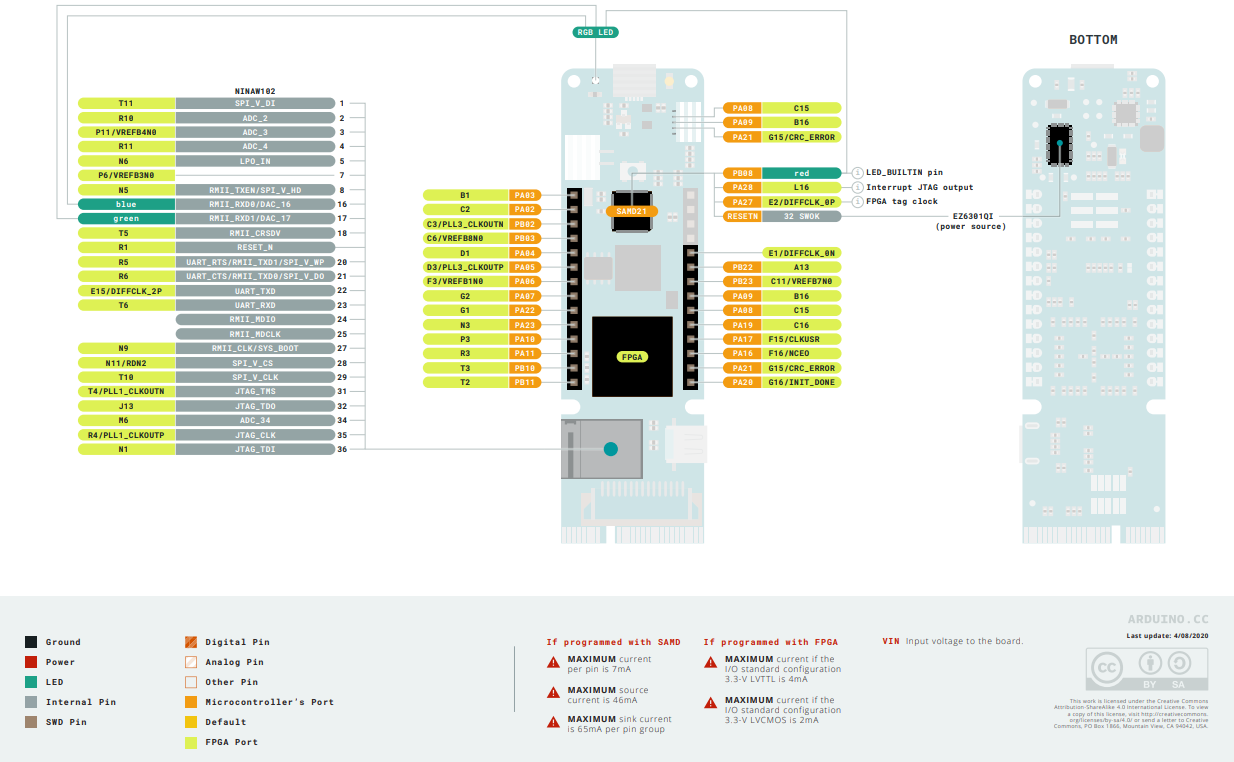 RGB LED
BOTTOM
NINAW102
T11 SPI_V_DI 1
R10 ADC_2 2
P11/VREFB4N0 ADC_3 3
R11 ADC_4 4
N6 LPO_IN 5
P6/VREFB3N0 7
N5 RMII_TXEN/SPI_V_HD 8
blue RMII_RXD0/DAC_16 16
green RMII_RXD1/DAC_17 17
T5 RMII_CRSDV 18
R1 RESET_N
R5 UART_RTS/RMII_TXD1/SPI_V_WP 20
R6 UART_CTS/RMII_TXD0/SPI_V_DO 21
E15/DIFFCLK_2P UART_TXD 22
T6 UART_RXD 23
RMII_MDIO 24
RMII_MDCLK 25
N9 RMII_CLK/SYS_BOOT 27
N11/RDN2 SPI_V_CS 28
T10 SPI_V_CLK 29
T4/PLL1_CLKOUTN JTAG_TMS 31
J13 JTAG_TDO 32
M6 ADC_34 34
R4/PLL1_CLKOUTP JTAG_CLK 35
N1 JTAG_TDI 36
B1 PA03
C2 PA02
C3/PLL3_CLKOUTN PB02
C6/VREFB8N0 PB03
D1 PA04
D3/PLL3_CLKOUTP PA05
F3/VREFB1N0 PA06
G2 PA07
G1 PA22
N3 PA23
P3 PA10
R3 PA11
T3 PB10
T2 PB11
SAMD21
FPGA
PA08 C15
PA09 B16
PA21 G15/CRC_ERROR
PB08 red i LED_BUILTIN pin
PA28 L16 i Interrupt JTAG output
PA27 E2/DIFFCLK_0P i FPGA tag clock
RESETN 32 SWOK
EZ6301QI
(power source)
E1/DIFFCLK_0N
PB22 A13
PB23 C11/VREFB7N0
PA09 B16
PA08 C15
PA19 C16
PA17 F15/CLKUSR
PA16 F16/NCEO
PA21 G15/CRC_ERROR
PA20 G16/INIT_DONE
Ground
Power
LED
Internal Pin
SWD Pin
Digital Pin
Analog Pin
Other Pin
Microcontroller's Port
Default
FPGA Port
If programmed with SAMD
MAXIMUM current
per pin is 7mA
MAXIMUM source
current is 46mA
MAXIMUM sink current
is 65mA per pin group
If programmed with FPGA
MAXIMUM current if the
I/O standard configuration
3.3-V LVTTL is 4mA
MAXIMUM current if the
I/O standard configuration
3.3-V LVCMOS is 2mA
VIN Input voltage to the board.
ARDUINO.CC
Last update: 4/08/2020
CC
BY SA
This work is licensed under the Creative Commons
Attribution-ShareAlike 4.0 International License. To view
a copy of this license, visit http://creativecommons.
org/licenses/by-sa/4.0/ or send a letter to Creative
Commons, PO Box 1866, Mountain View, CA 94042, USA.